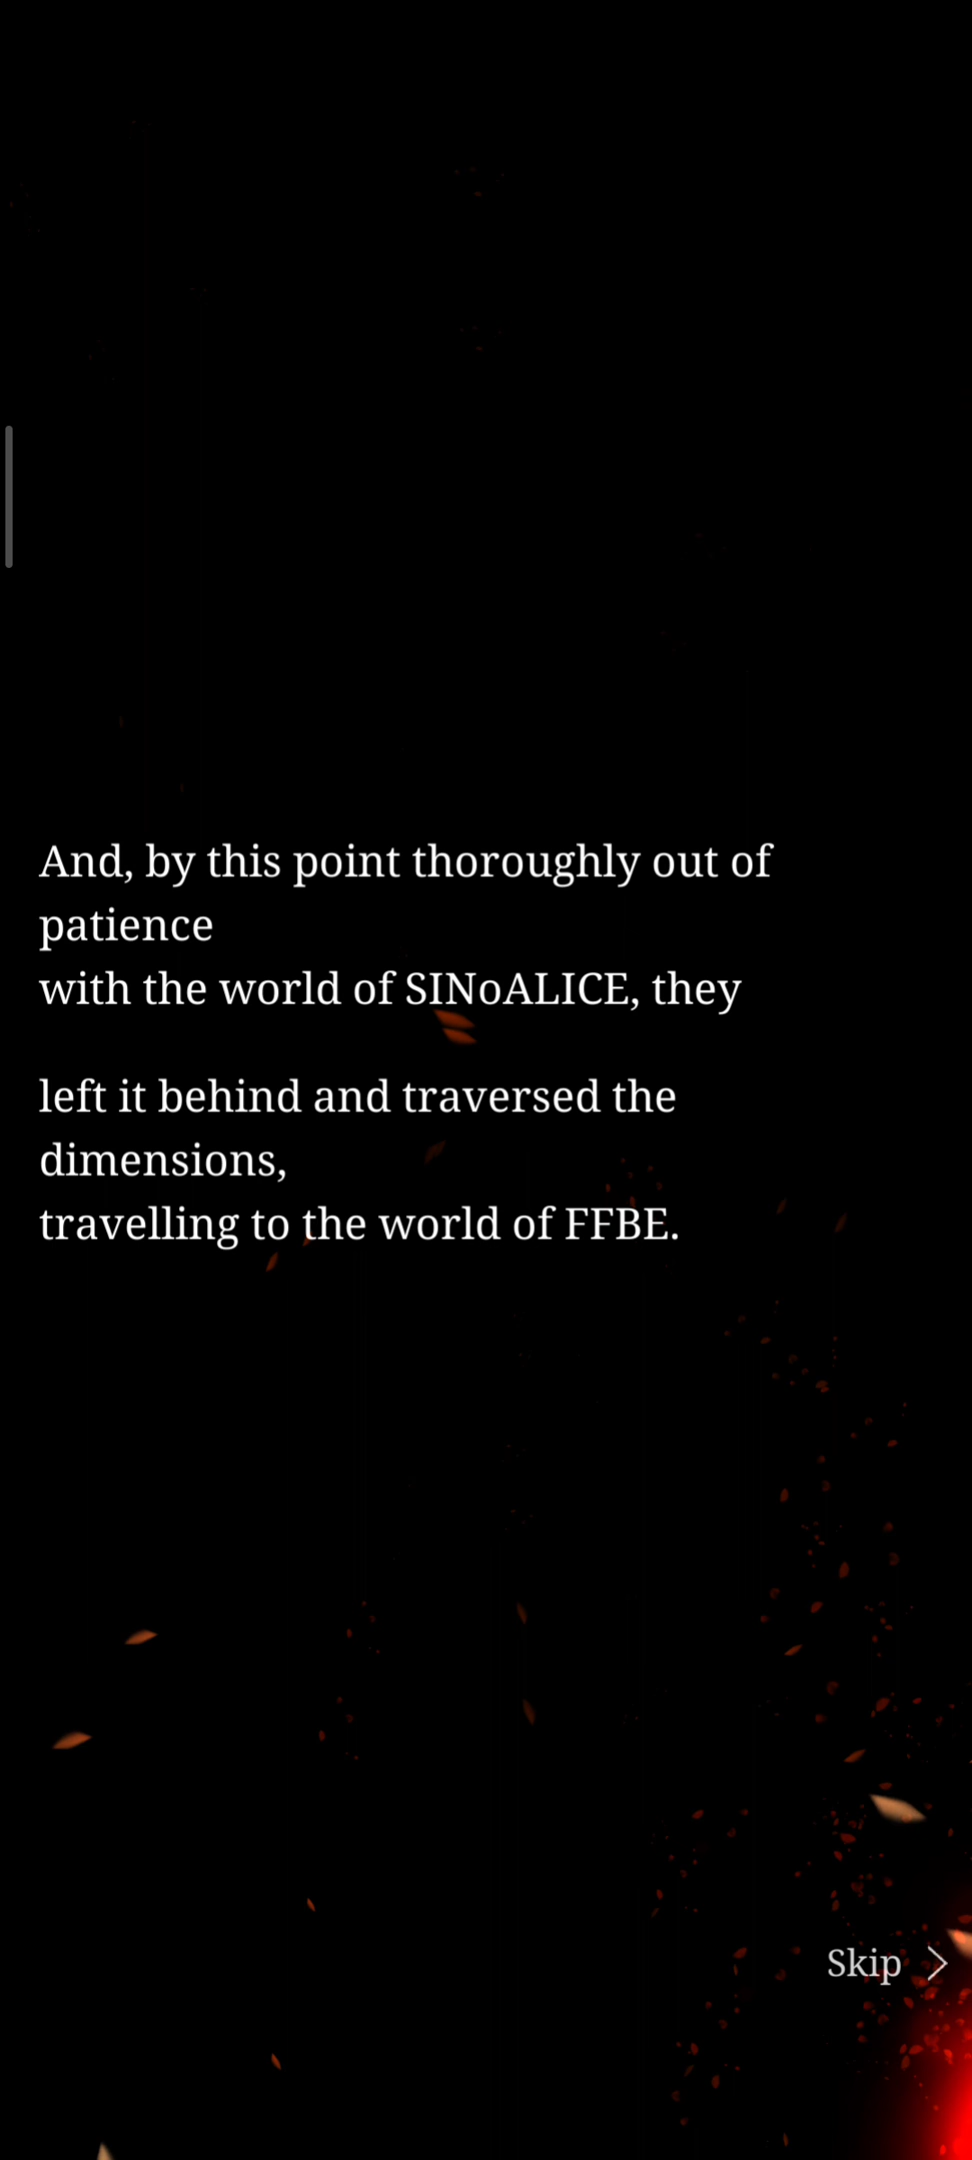 And, by this point thoroughly out of
patience
with the world of SINoALICE, they
left it behind and traversed the
dimensions,
travelling to the world of FFBE.
Skip